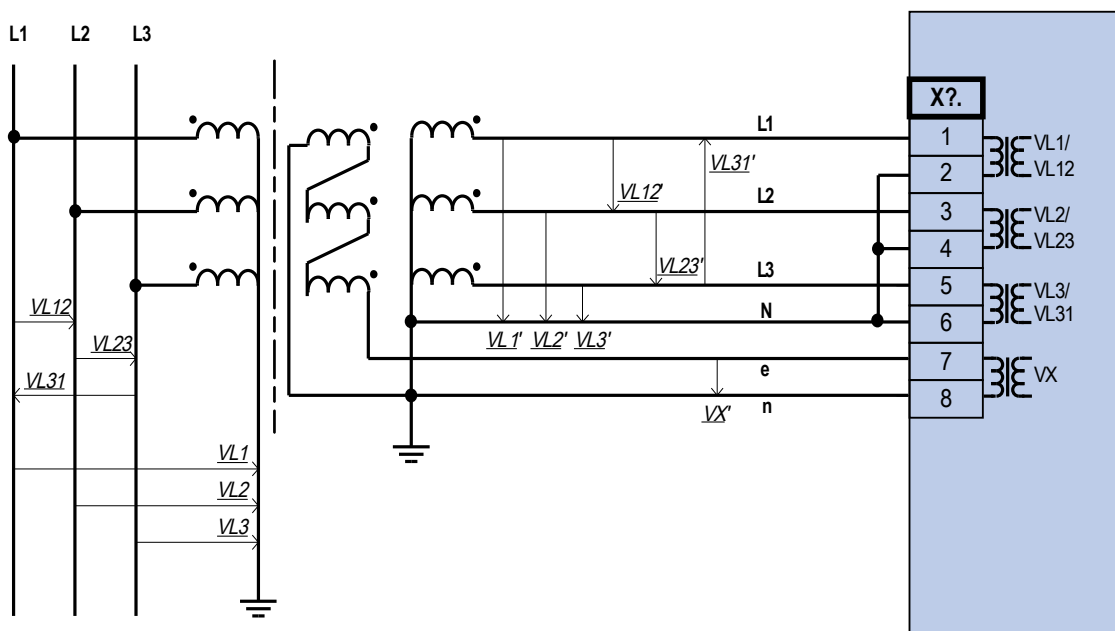 L1 L2 L3
X?.
L1
1
VL1/
VL12
VL31'
2
VL12'
L2
3
VL2/
VL23
4
VL23'
L3
5
VL3/
VL31
VL12
N
6
VL1' VL2' VL3'
VL23
7
e
VX
VL31
8
n
VX'
VL1
VL2
VL3